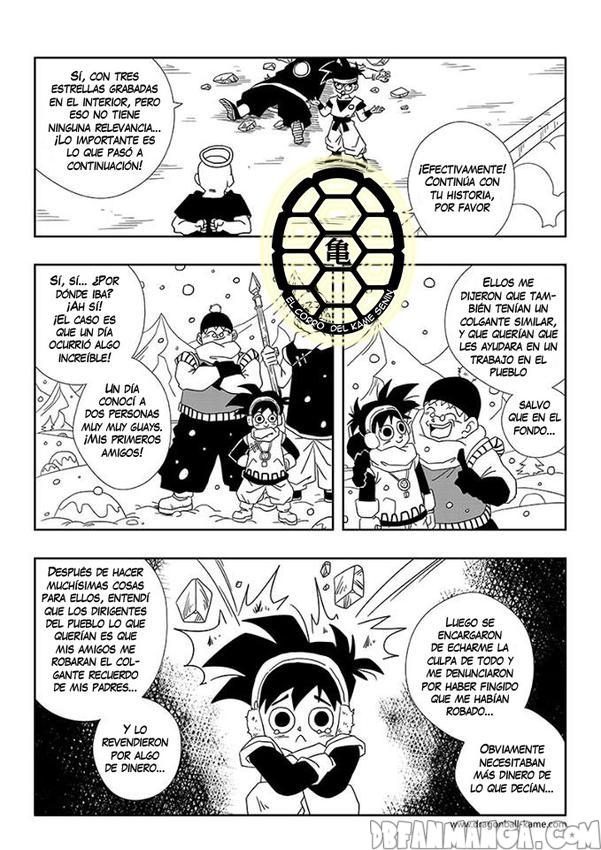 SÍ, CON TRES
ESTRELLAS GRABADAS
EN EL INTERIOR, PERO
ESO NO TIENE
NINGUNA RELEVANCIA...
¡LO IMPORTANTE ES
LO QUE PASÓ A
CONTINUACIÓN!
¡EFECTIVAMENTE!
CONTINÚA CON
TU HISTORIA,
POR FAVOR
亀
EL COFRO DEL KAME SENIN
SÍ, SÍ... ¿POR
DÓNDE IBA?
¡AH SÍ!
¡EL CASO ES
QUE UN DÍA
OCURRIÓ ALGO
INCREÍBLE!
UN DÍA
CONOCÍ A
DOS PERSONAS
MUY MUY GUAYS.
¡MIS PRIMEROS
AMIGOS!
ELLOS ME
DIJERON QUE TAM-
BIÉN TENÍAN UN
COLGANTE SIMILAR,
Y QUE QUERÍAN QUE
LES AYUDARA EN UN
TRABAJO EN EL
PUEBLO
SALVO
QUE EN EL
FONDO...
DESPUÉS DE HACER
MUCHÍSIMAS COSAS
PARA ELLOS, ENTENDÍ
QUE LOS DIRIGENTES
DEL PUEBLO LO QUE
QUERÍAN ES QUE
MIS AMIGOS ME
ROBARAN EL COL-
GANTE RECUERDO
DE MIS PADRES...
Y LO
REVENDIERON
POR ALGO
DE DINERO...
LUEGO SE
ENCARGARON
DE ECHARME LA
CULPA DE TODO Y
ME DENUNCIARON
POR HABER FINGIDO
QUE ME HABÍAN
ROBADO...
OBVIAMENTE
NECESITABAN
MÁS DINERO DE
LO QUE DECÍAN...
www.dragonball-kame.com
DBFANMANGA.COM